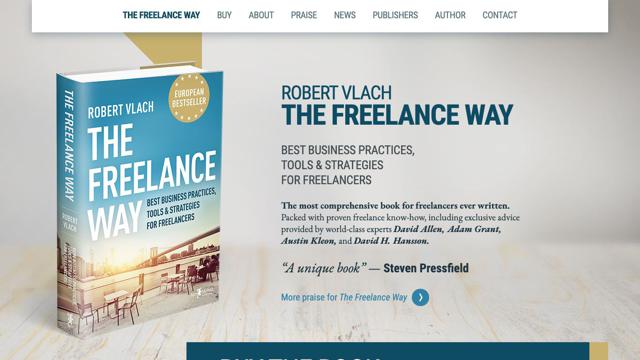 THE FREELANCE WAY BUY ABOUT PRAISE NEWS PUBLISHERS AUTHOR CONTACT
THE FREELANCE WAY
ROBERT VLACH
ROBERT VLACH
EUROPEAN
BESTSELLER
THE
FREELANCE
WAY
BEST BUSINESS PRACTICES,
TOOLS & STRATEGIES
FOR FREELANCERS
ROBERT VLACH
THE FREELANCE WAY
BEST BUSINESS PRACTICES,
TOOLS & STRATEGIES
FOR FREELANCERS
The most comprehensive book for freelancers ever written.
Packed with proven freelance know-how, including exclusive advice
provided by world-class experts David Allen, Adam Grant,
Austin Kleon, and David H. Hansson.
“A unique book” — Steven Pressfield
More praise for The Freelance Way